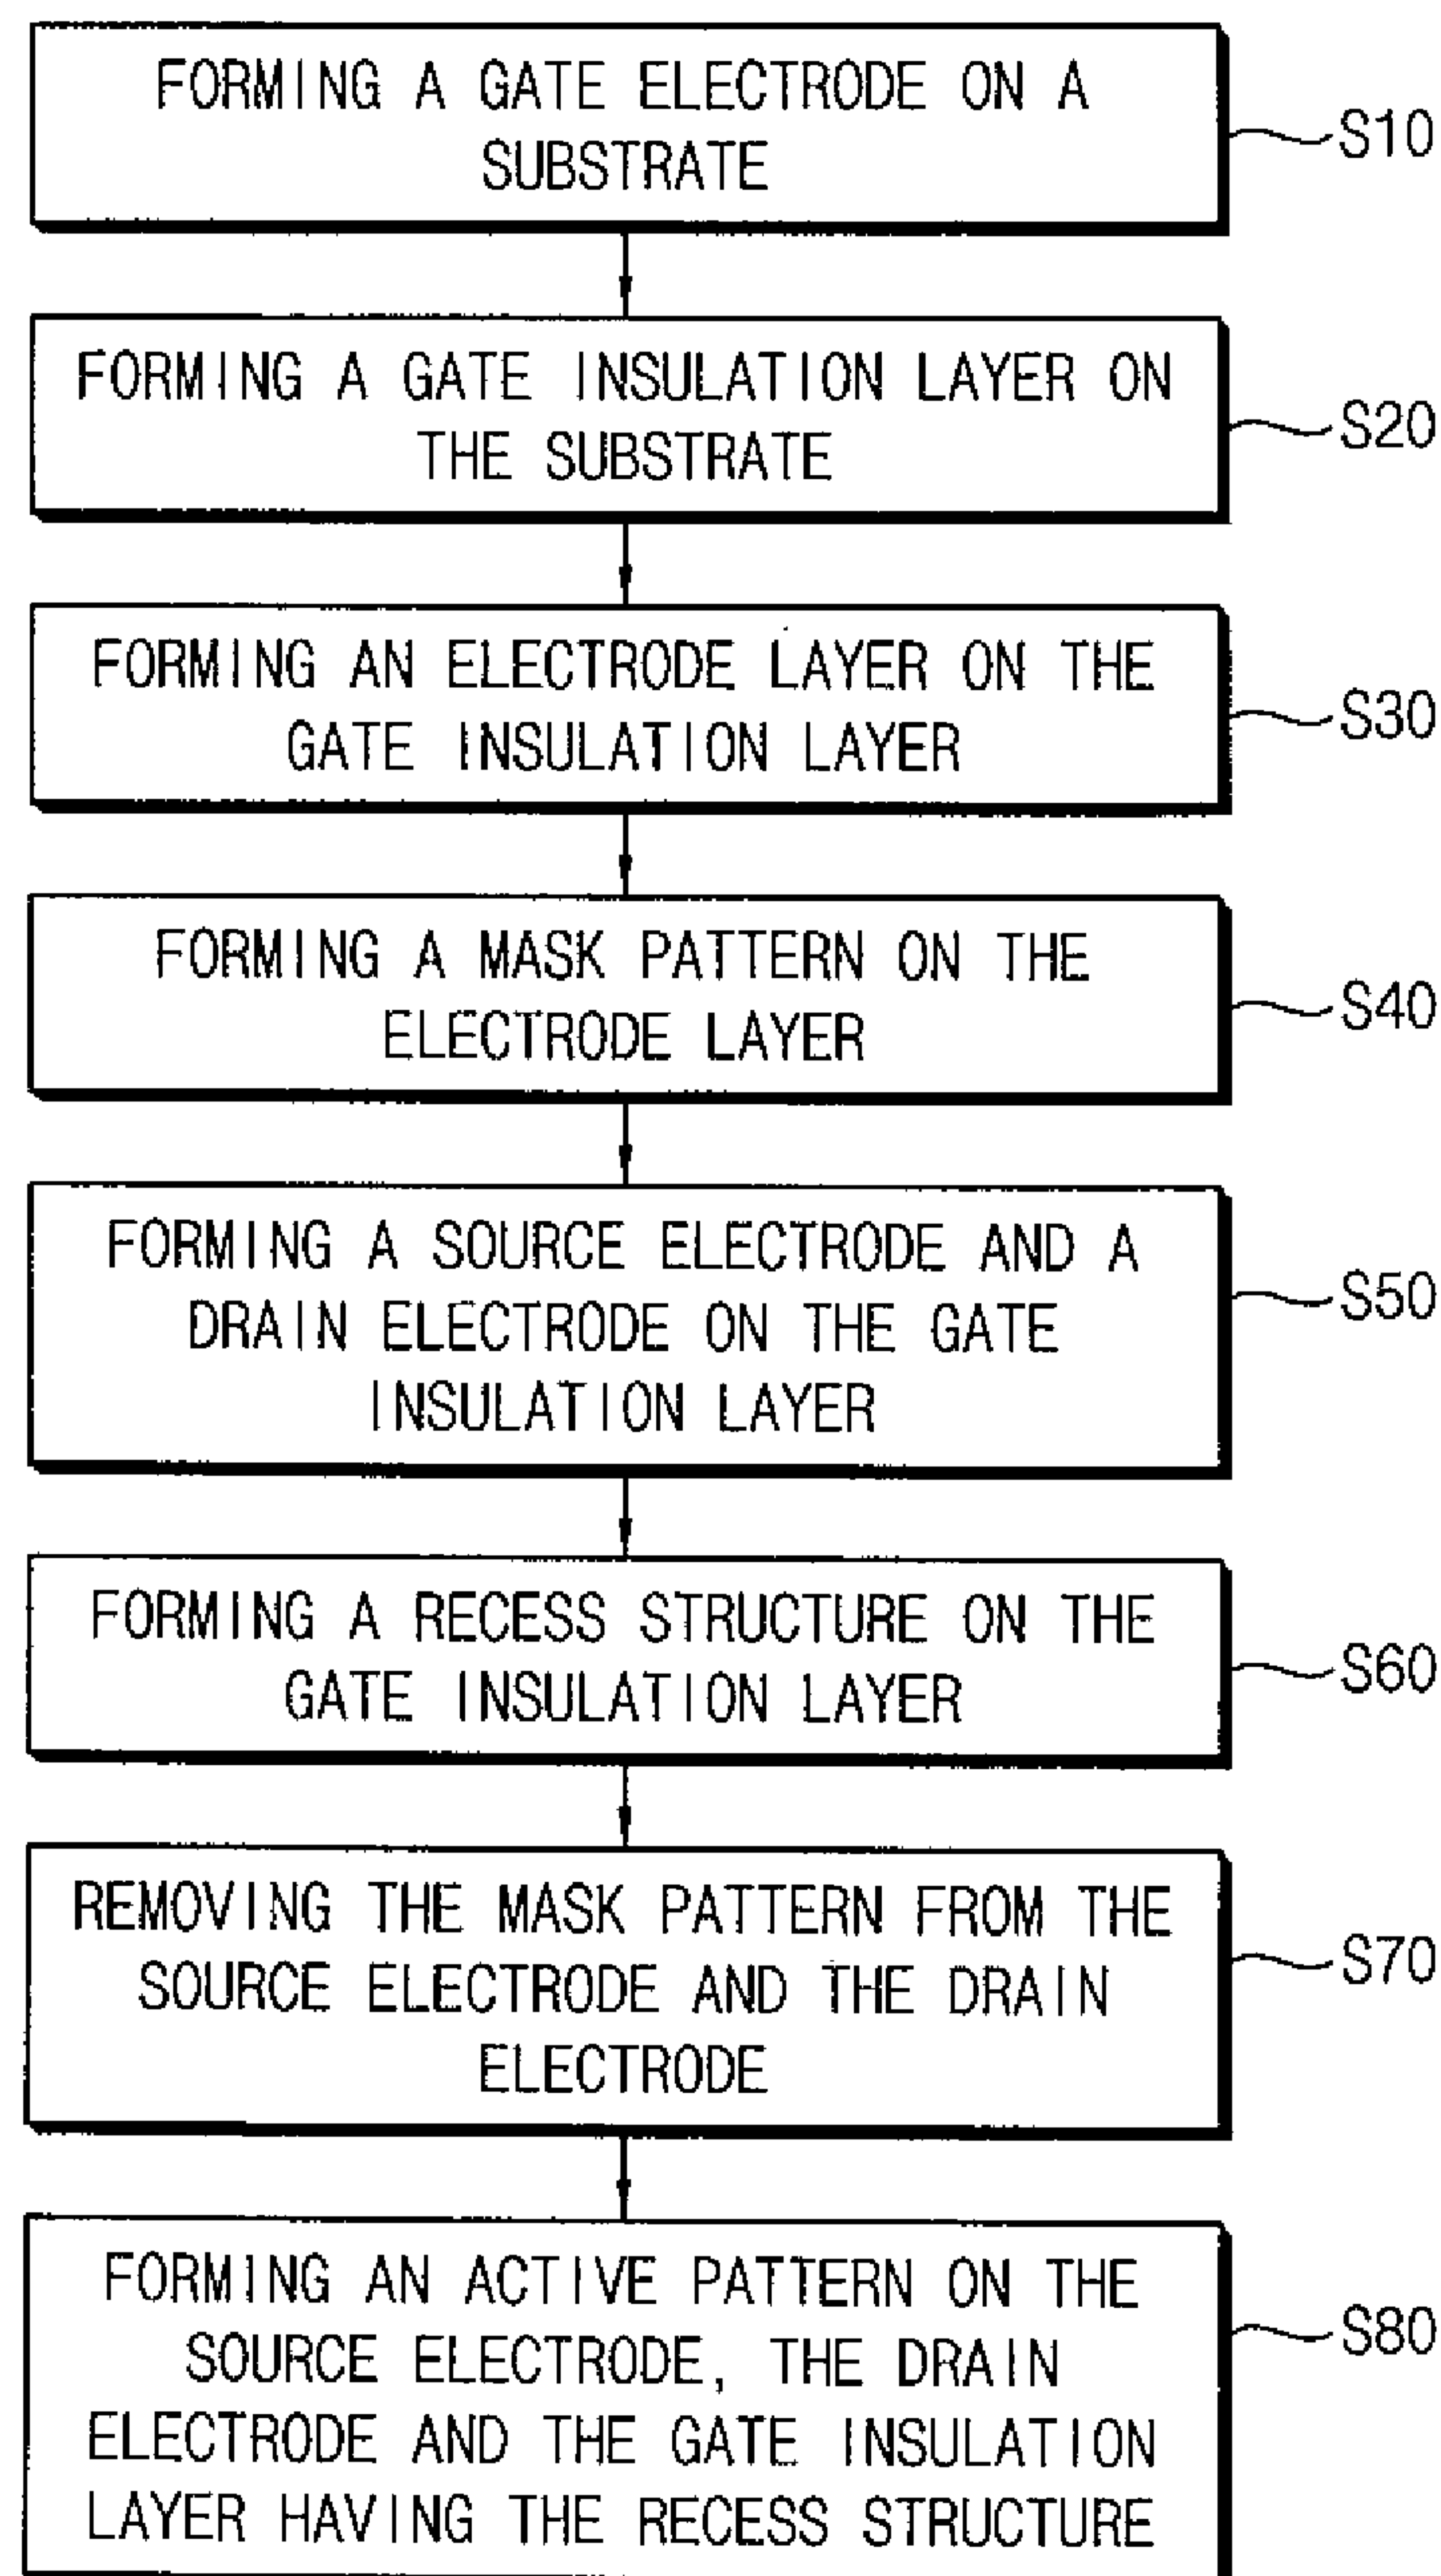 FORMING A GATE ELECTRODE ON A
SUBSTRATE
S10
FORMING A GATE INSULATION LAYER ON
THE SUBSTRATE
S20
FORMING AN ELECTRODE LAYER ON THE
GATE INSULATION LAYER
S30
FORMING A MASK PATTERN ON THE
ELECTRODE LAYER
S40
FORMING A SOURCE ELECTRODE AND A
DRAIN ELECTRODE ON THE GATE
INSULATION LAYER
S50
FORMING A RECESS STRUCTURE ON THE
GATE INSULATION LAYER
S60
REMOVING THE MASK PATTERN FROM THE
SOURCE ELECTRODE AND THE DRAIN
ELECTRODE
S70
FORMING AN ACTIVE PATTERN ON THE
SOURCE ELECTRODE, THE DRAIN
ELECTRODE AND THE GATE INSULATION
LAYER HAVING THE RECESS STRUCTURE
S80